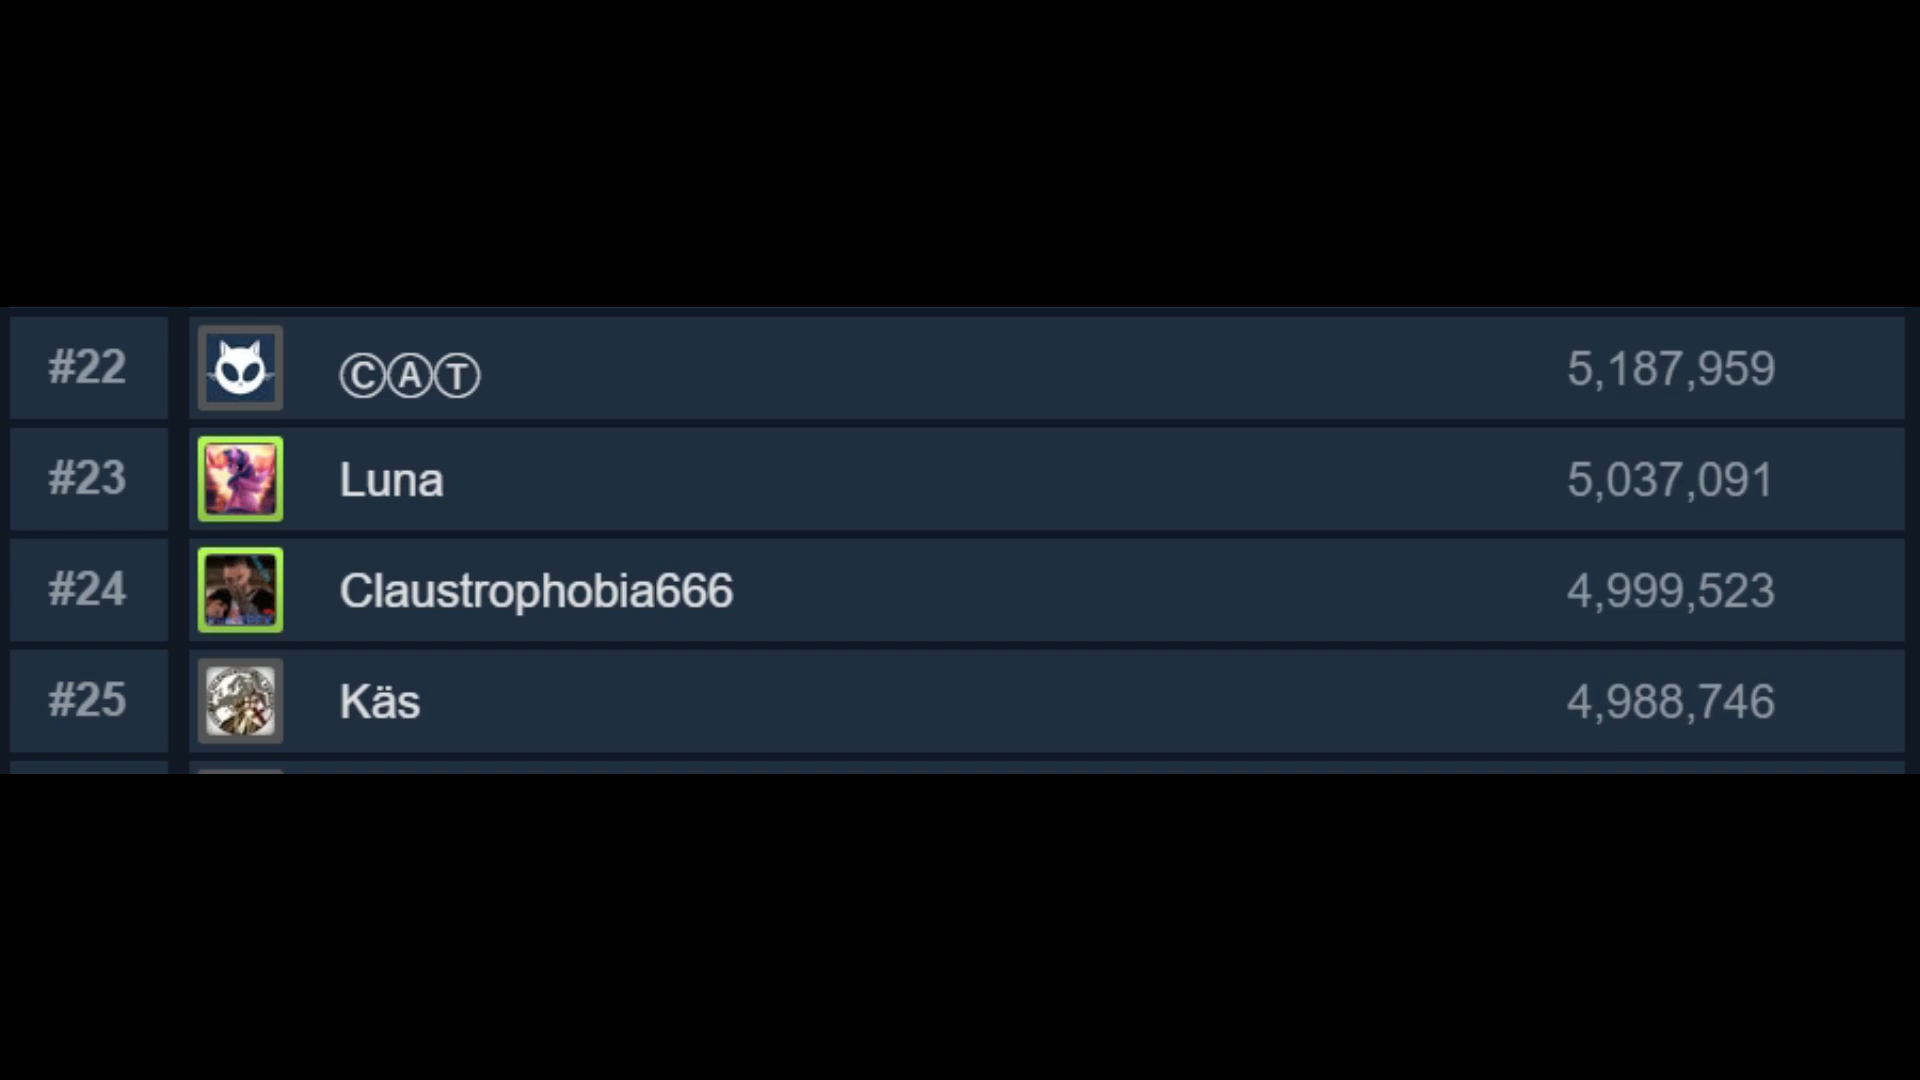 #22 ⒸⒶⓉ 5,187,959
#23 Luna 5,037,091
#24 Claustrophobia666 4,999,523
#25 Käs 4,988,746